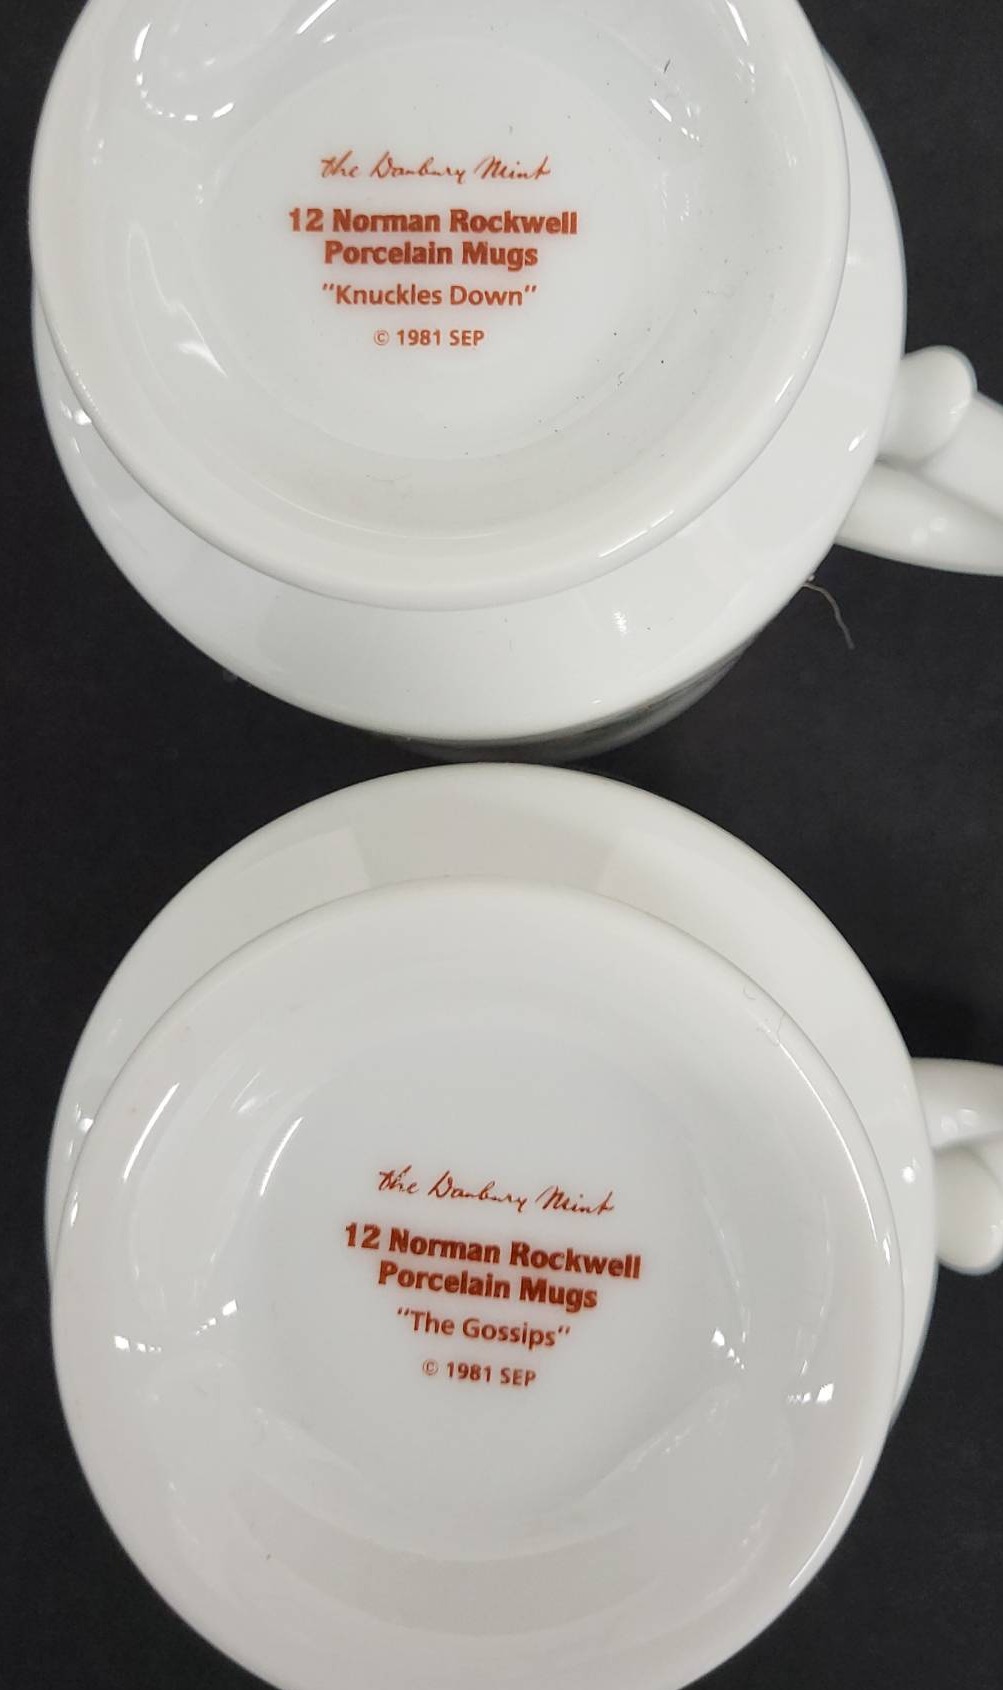 the Danbury Mint
12 Norman Rockwell
Porcelain Mugs
"Knuckles Down"
© 1981 SEP
the Danbury Mint
12 Norman Rockwell
Porcelain Mugs
"The Gossips"
© 1981 SEP